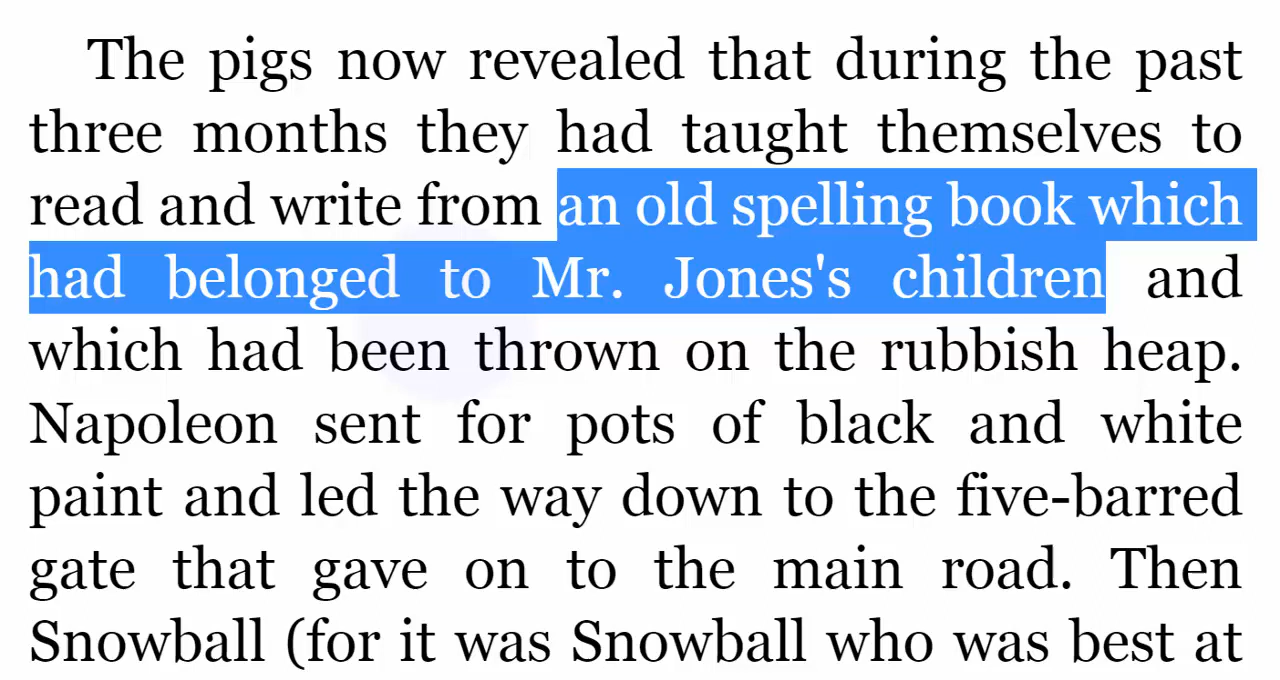 The pigs now revealed that during the past
three months they had taught themselves to
read and write from an old spelling book which
had belonged to Mr. Jones's children and
which had been thrown on the rubbish heap.
Napoleon sent for pots of black and white
paint and led the way down to the five-barred
gate that gave on to the main road. Then
Snowball (for it was Snowball who was best at